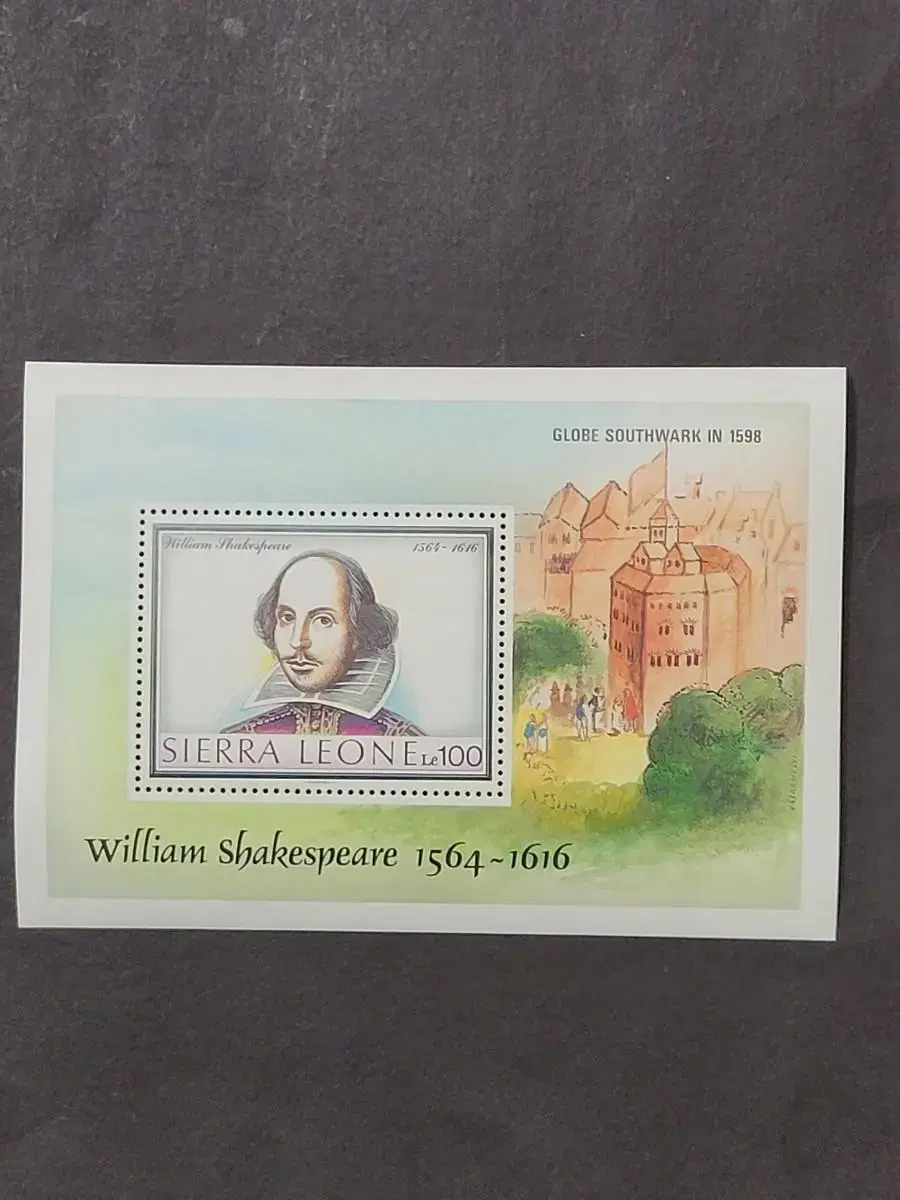 GLOBE SOUTHWARK IN 1598
William Shakespeare 1564-1616
SIERRA LEONE Le100
William Shakespeare 1564~1616